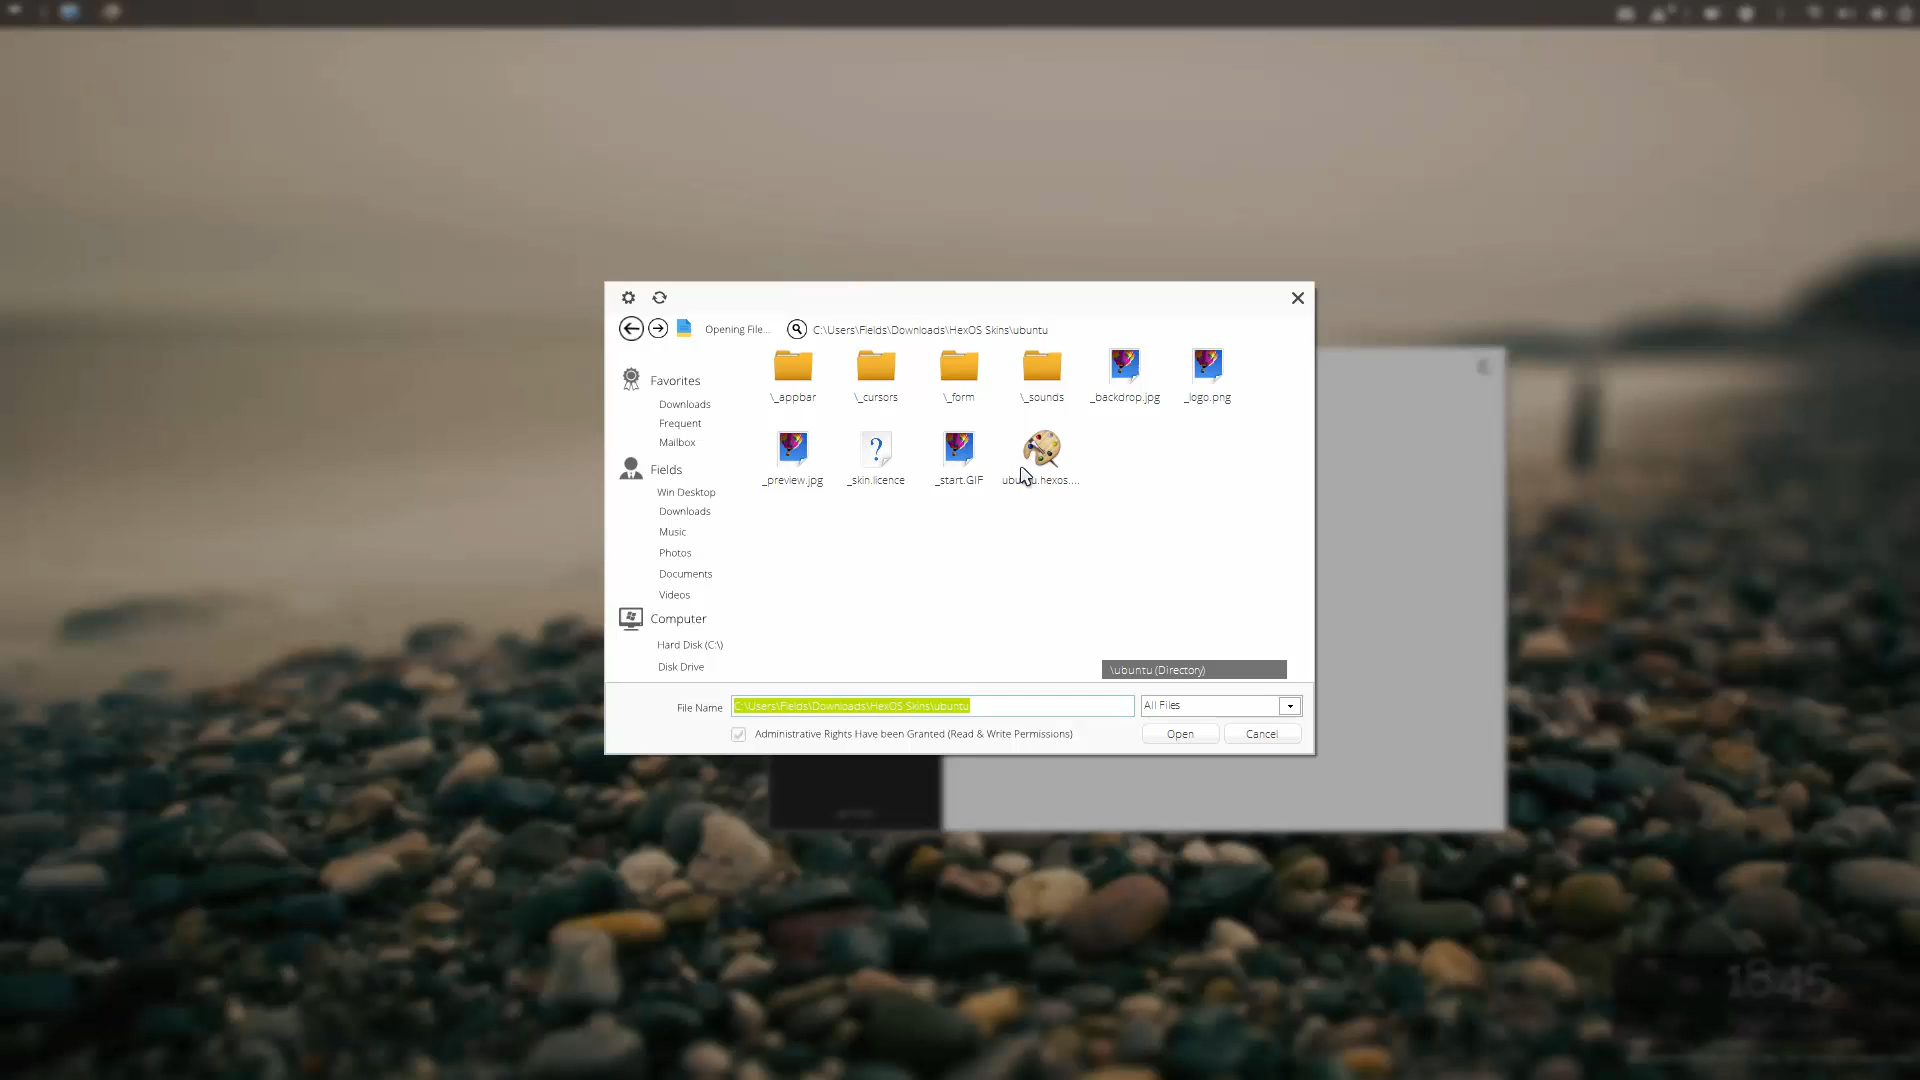 Opening File...
C:\Users\Fields\Downloads\HexOS Skins\ubuntu
Favorites
Downloads
Frequent
Mailbox
Fields
Win Desktop
Downloads
Music
Photos
Documents
Videos
Computer
Hard Disk (C:\)
Disk Drive
\_appbar
\_cursors
\_form
\_sounds
_backdrop.jpg
_logo.png
_preview.jpg
_skin.licence
_start.GIF
ubuntu.hexos....
\ubuntu (Directory)
File Name
C:\Users\Fields\Downloads\HexOS Skins\ubuntu
All Files
Administrative Rights Have been Granted (Read & Write Permissions)
Open
Cancel
18:45